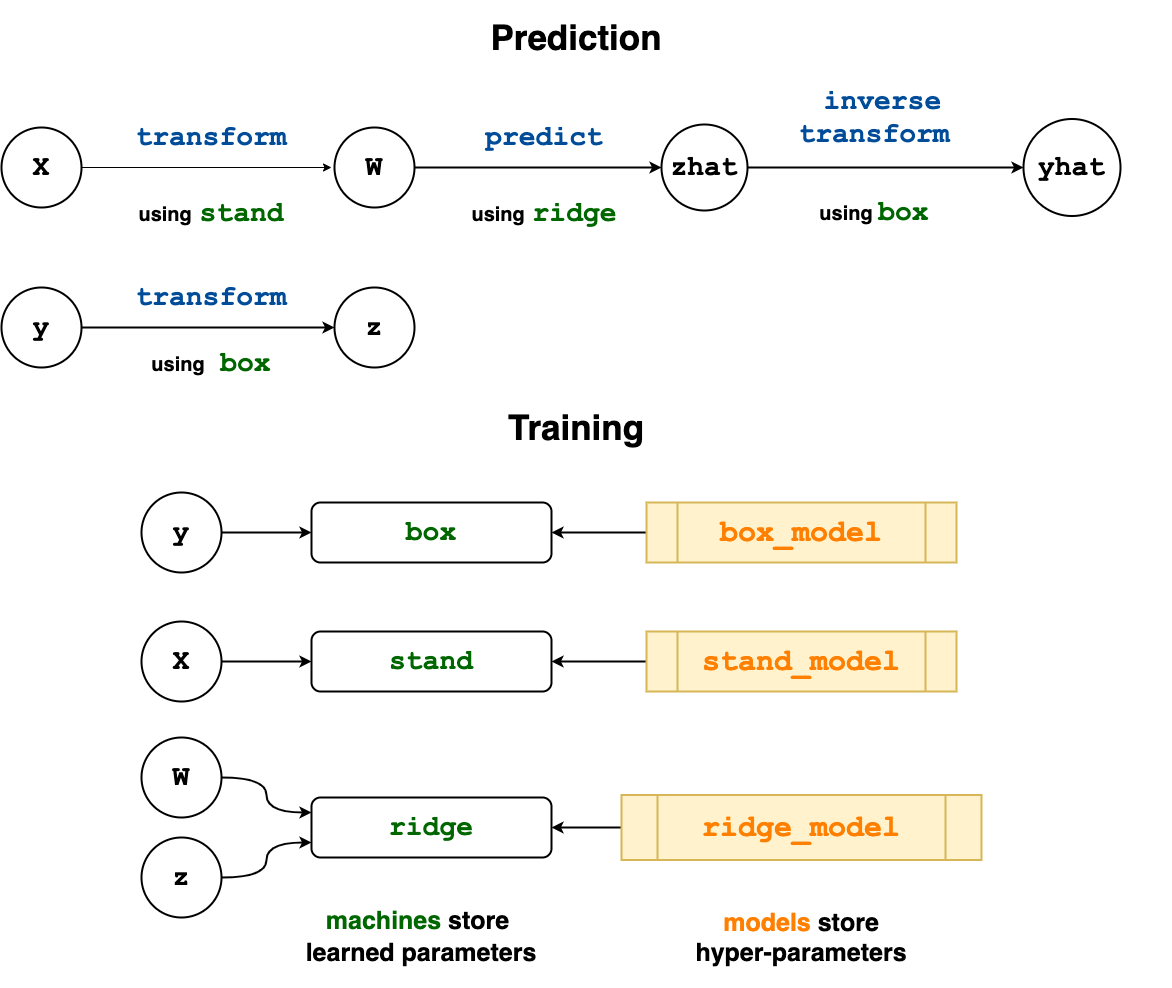 Prediction
inverse
transform predict transform
X W zhat yhat
using stand using ridge using box
transform
y z
using box
Training
y box box_model
X stand stand_model
W
ridge ridge_model
z
machines store models store
learned parameters hyper-parameters